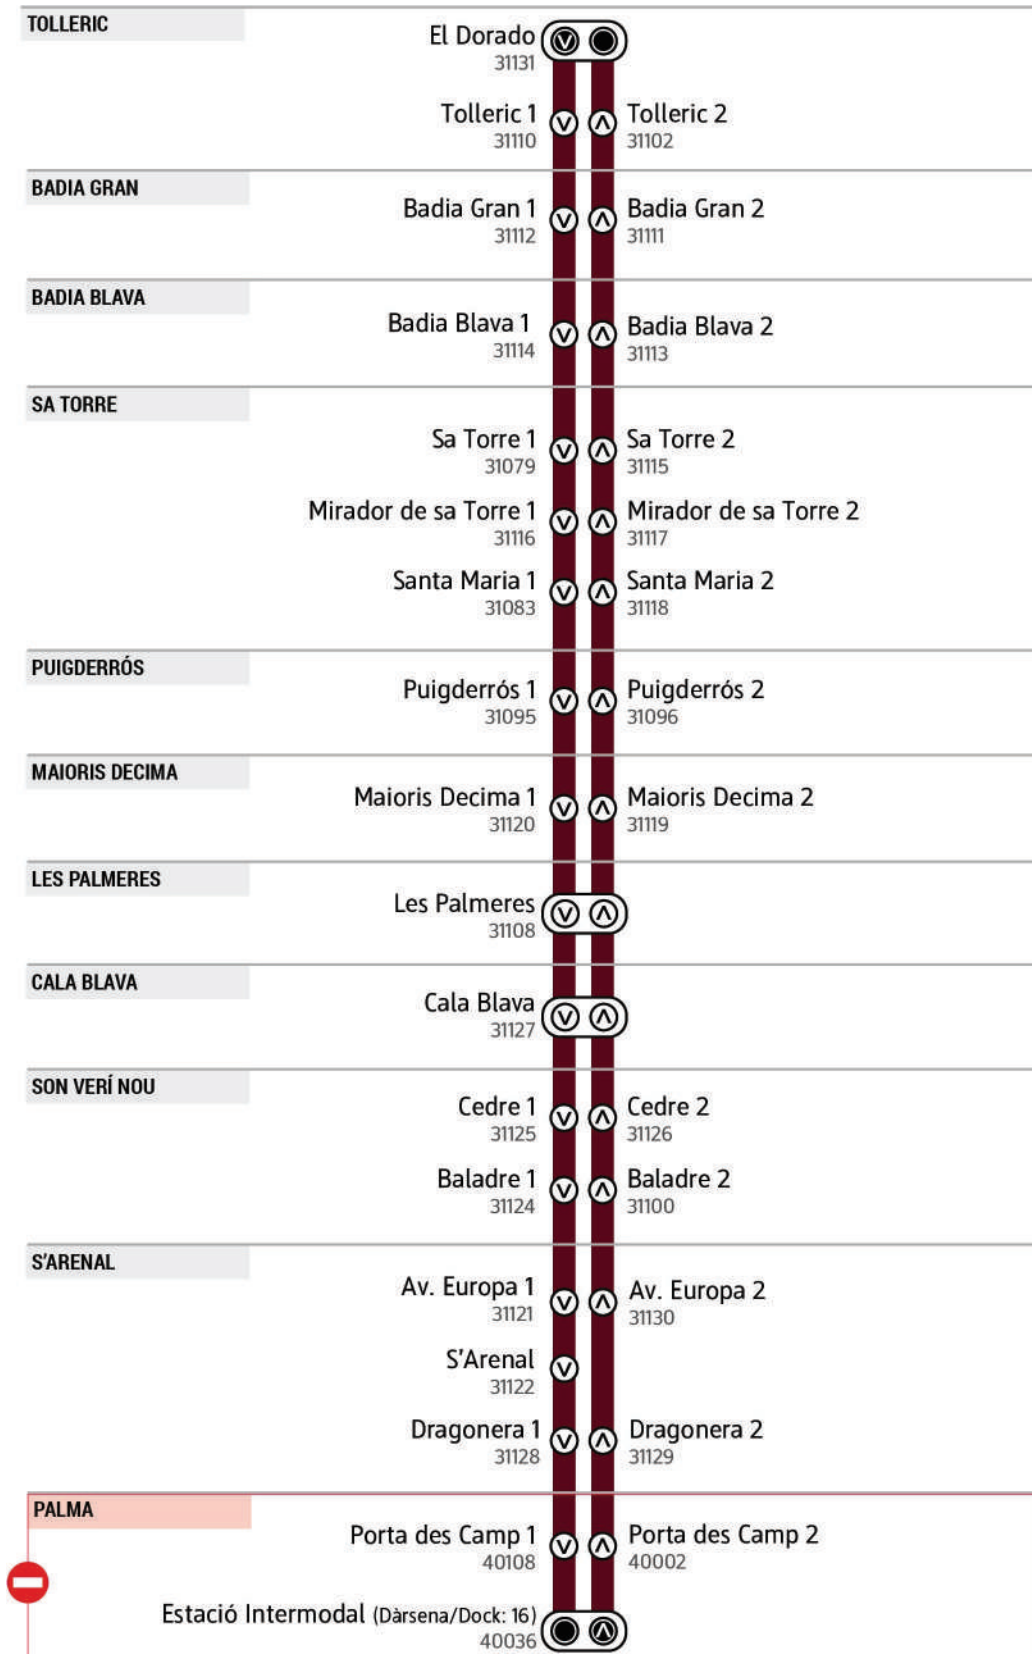 TOLLERIC
El Dorado
31131
Tolleric 1
31110
Tolleric 2
31102
BADIA GRAN
Badia Gran 1
31112
Badia Gran 2
31111
BADIA BLAVA
Badia Blava 1
31114
Badia Blava 2
31113
SA TORRE
Sa Torre 1
31079
Sa Torre 2
31115
Mirador de sa Torre 1
31116
Mirador de sa Torre 2
31117
Santa Maria 1
31083
Santa Maria 2
31118
PUIGDERRÓS
Puigderrós 1
31095
Puigderrós 2
31096
MAIORIS DECIMA
Maioris Decima 1
31120
Maioris Decima 2
31119
LES PALMERES
Les Palmeres
31108
CALA BLAVA
Cala Blava
31127
SON VERÍ NOU
Cedre 1
31125
Cedre 2
31126
Baladre 1
31124
Baladre 2
31100
S'ARENAL
Av. Europa 1
31121
Av. Europa 2
31130
S'Arenal
31122
Dragonera 1
31128
Dragonera 2
31129
PALMA
Porta des Camp 1
40108
Porta des Camp 2
40002
Estació Intermodal (Dàrsena/Dock: 16)
40036